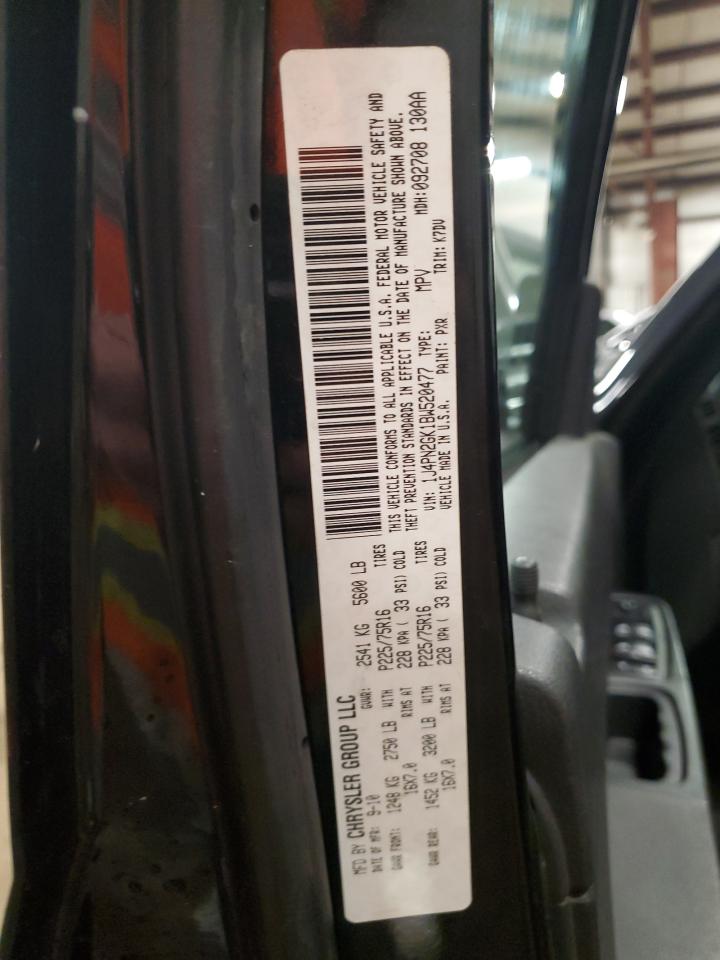 MFD BY CHRYSLER GROUP LLC
DATE OF MFR: 9-10 GVWR: 2541 KG 5600 LB
GAWR FRONT: 1248 KG 2750 LB WITH P225/75R16 TIRES
16X7.0 RIMS AT 228 KPA ( 33 PSI) COLD
GAWR REAR: 1452 KG 3200 LB WITH P225/75R16 TIRES
16X7.0 RIMS AT 228 KPA ( 33 PSI) COLD
THIS VEHICLE CONFORMS TO ALL APPLICABLE U.S.A. FEDERAL MOTOR VEHICLE SAFETY AND
THEFT PREVENTION STANDARDS IN EFFECT ON THE DATE OF MANUFACTURE SHOWN ABOVE.
VIN: 1J4PN2GK1BW520477 TYPE: MPV MDH:092708 130AA
VEHICLE MADE IN U.S.A. PAINT: PXR TRIM: K7DV